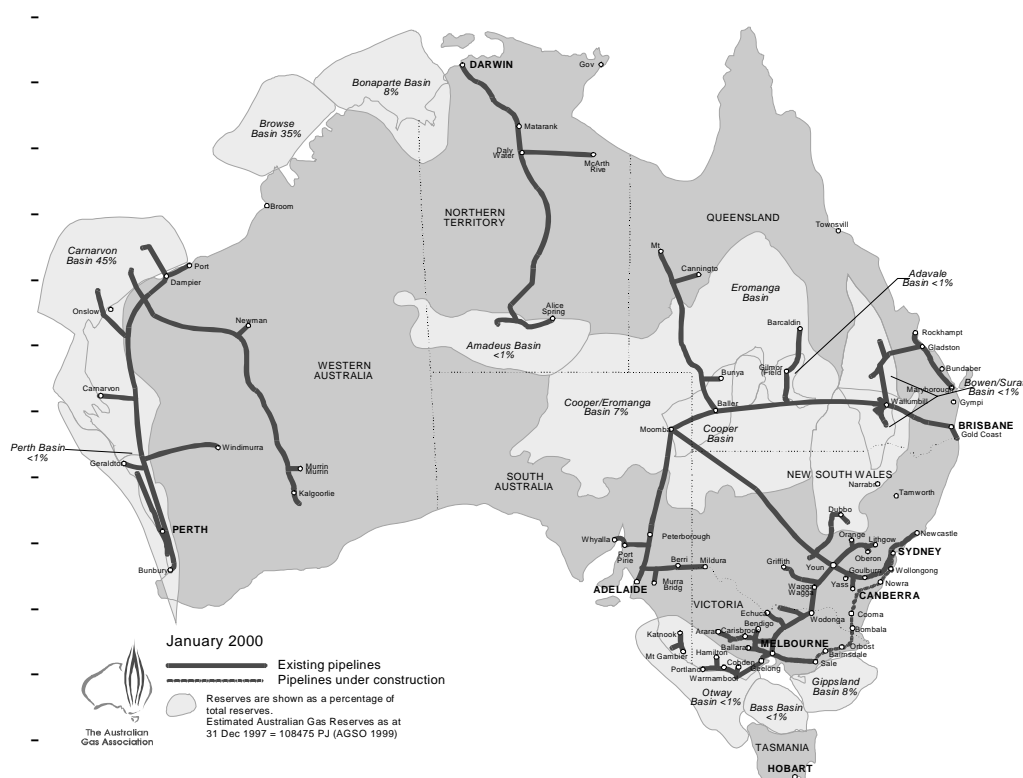 DARWIN
Gov
Bonaparte Basin
8%
Browse
Basin 35%
Matarank
Daly
Water
McArth
Rive
Broom
NORTHERN
TERRITORY
QUEENSLAND
Townsvill
Carnarvon
Basin 45%
Port
Dampier
Mt
Cannington
Adavale
Basin <1%
Eromanga
Basin
Onslow
Newman
Alice
Spring
Barcaldin
Rockhampt
Gladston
Amadeus Basin
<1%
WESTERN
AUSTRALIA
Gilmor
(Field
Bunya
Bundaber
Carnarvon
Maryboroug
Bowen/Surat
Basin <1%
Cooper/Eromanga
Basin 7%
Baller
Wallumbill
Gympi
Moomba
Cooper
Basin
BRISBANE
Gold Coast
Perth Basin
<1%
Windimurra
Geraldto
Murrin
Murrin
SOUTH
AUSTRALIA
NEW SOUTH WALES
Narrabri
Tamworth
Kalgoorlie
PERTH
Dubbo
Whyalla
Peterborough
Orange
Lithgow
Newcastle
Port
Pirie
Oberon
SYDNEY
Bunbury
Berri
Mildura
Griffith
Youn
Goulburn
Wollongong
ADELAIDE
Murra
Bridg
Wagga
Wagga
Yass
Nowra
CANBERRA
VICTORIA
Echuca
Wodonga
Cooma
Bendigo
Bombala
Katnook
Ararat
Carisbroo
MELBOURNE
Mt Gambier
Hamilton
Ballarat
Orbost
Bairnsdale
Portland
Cobden
Geelong
Sale
Warrnambool
Otway
Basin <1%
Gippsland
Basin 8%
Bass Basin
<1%
TASMANIA
HOBART
January 2000
Existing pipelines
Pipelines under construction
Reserves are shown as a percentage of
total reserves.
Estimated Australian Gas Reserves as at
31 Dec 1997 = 108475 PJ (AGSO 1999)
The Australian
Gas Association